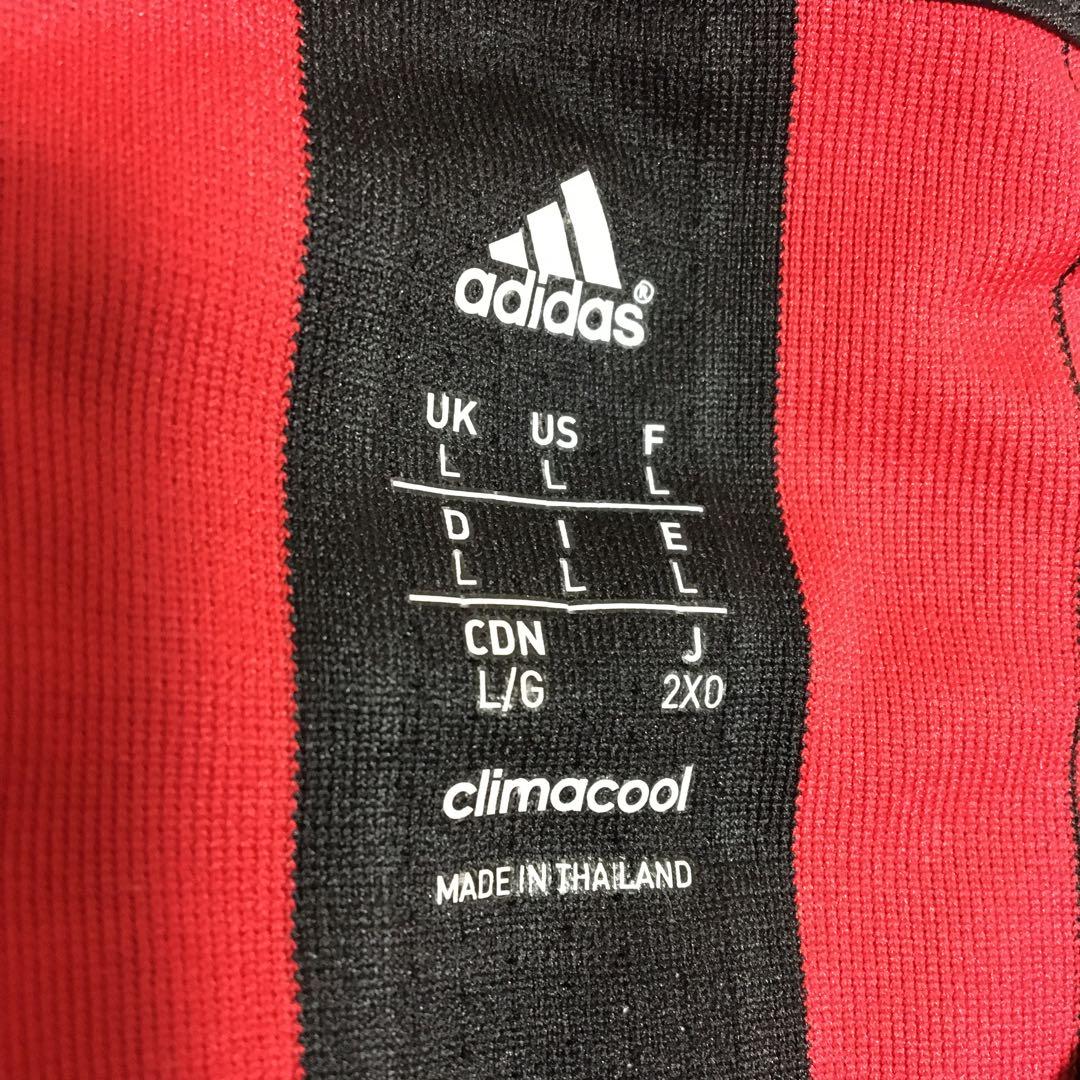 adidas®
UK US F
L L L
D I E
L L L
CDN J
L/G 2XO
climacool
MADE IN THAILAND